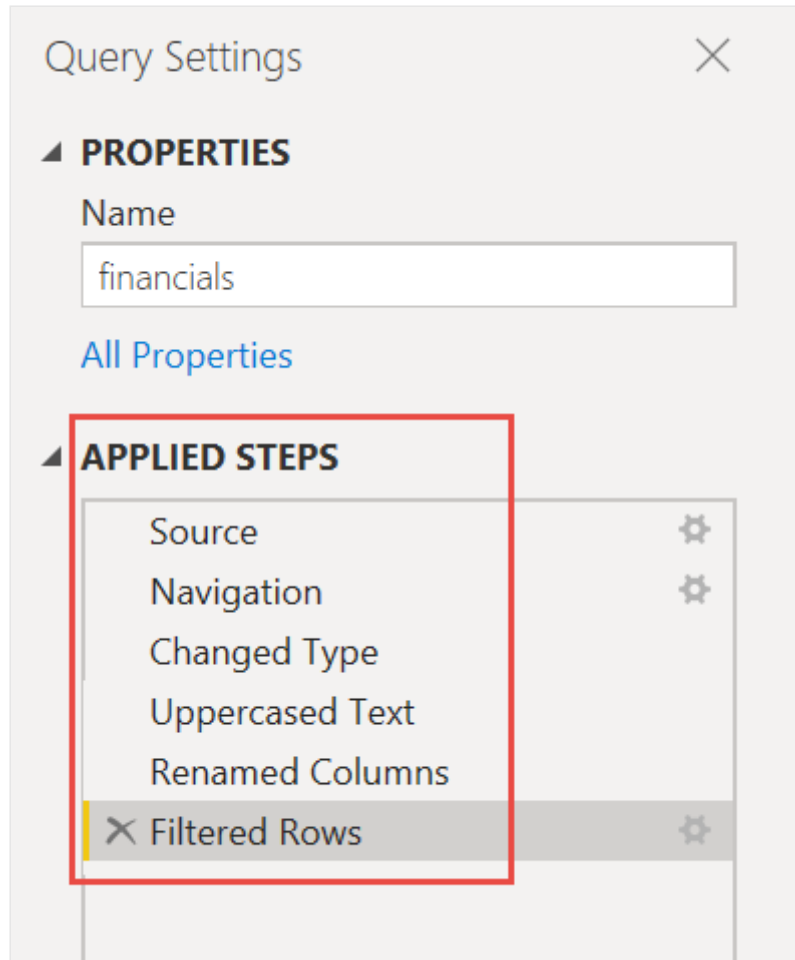 Query Settings
PROPERTIES
Name
financials
All Properties
APPLIED STEPS
Source
Navigation
Changed Type
Uppercased Text
Renamed Columns
Filtered Rows